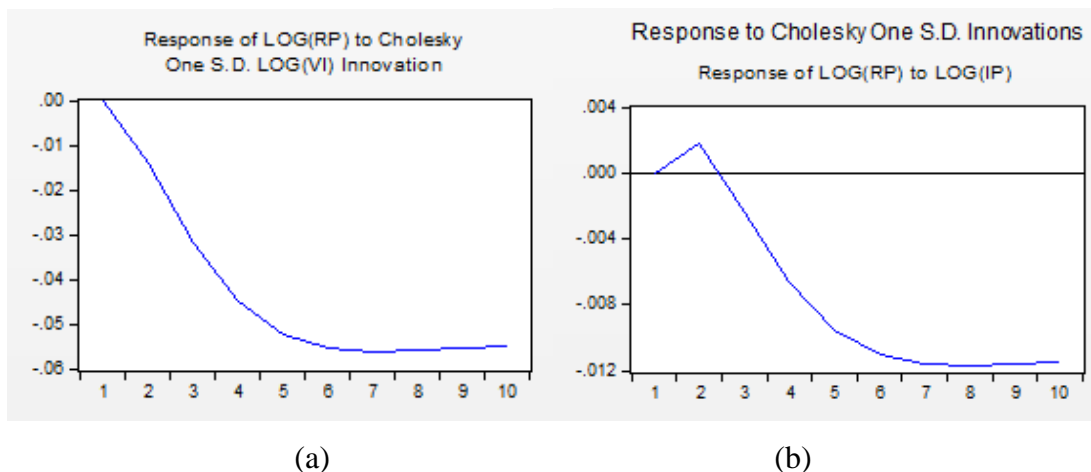 Response of LOG(RP) to Cholesky
One S.D. LOG(VI) Innovation
.00
-.01
-.02
-.03
-.04
-.05
-.06
1 2 3 4 5 6 7 8 9 10
(a)
Response to Cholesky One S.D. Innovations
Response of LOG(RP) to LOG(IP)
.004
.000
-.004
-.008
-.012
1 2 3 4 5 6 7 8 9 10
(b)